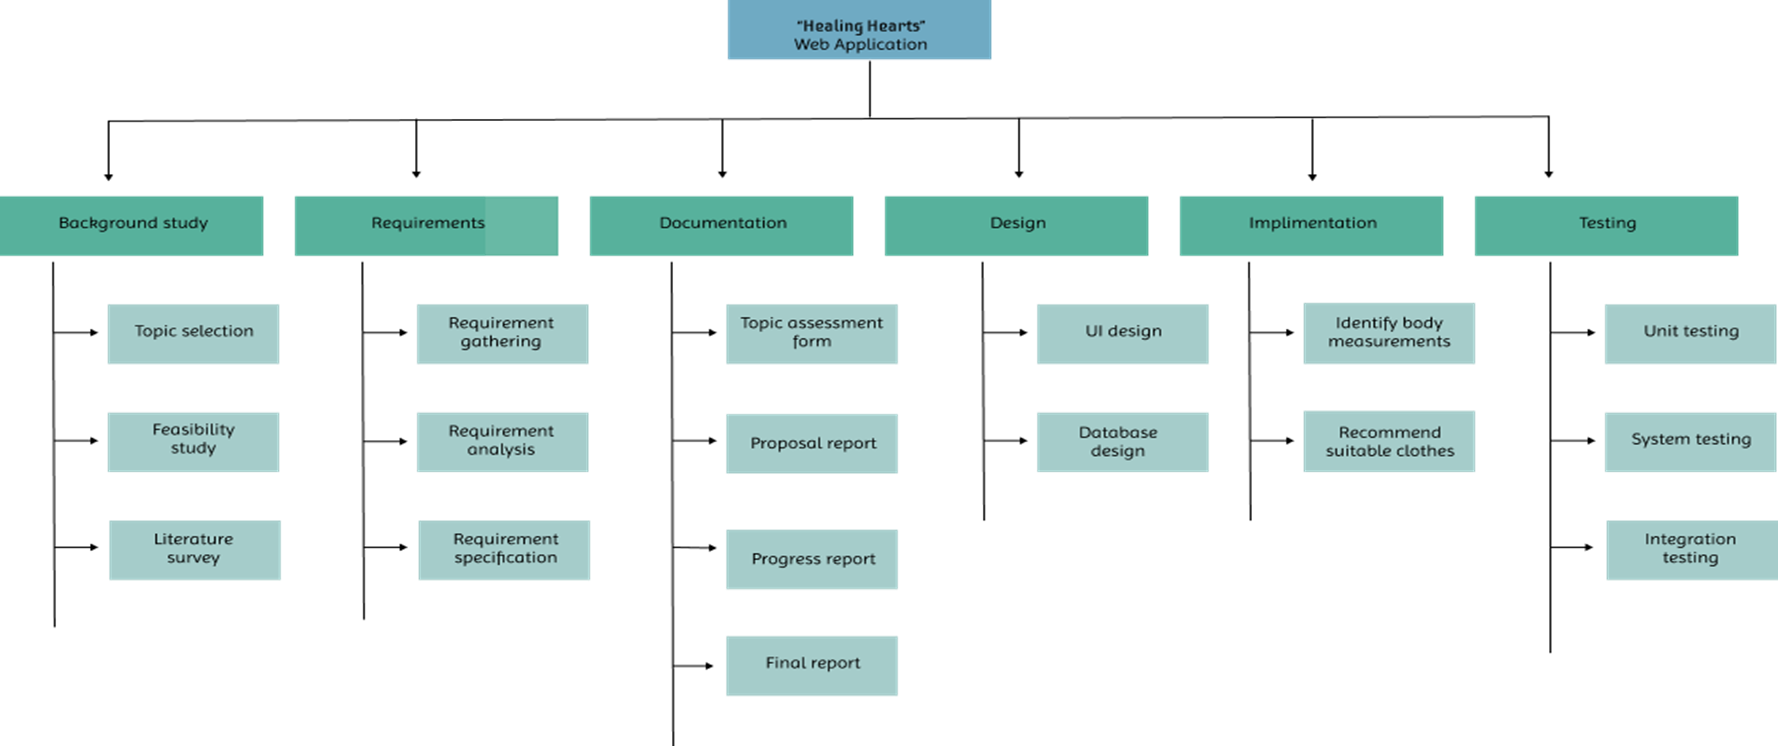 "Healing Hearts"
Web Application
Background study
Requirements
Documentation
Design
Implimentation
Testing
Topic selection
Feasibility
study
Literature
survey
Requirement
gathering
Requirement
analysis
Requirement
specification
Topic assessment
form
Proposal report
Progress report
Final report
UI design
Database
design
Identify body
measurements
Recommend
suitable clothes
Unit testing
System testing
Integration
testing